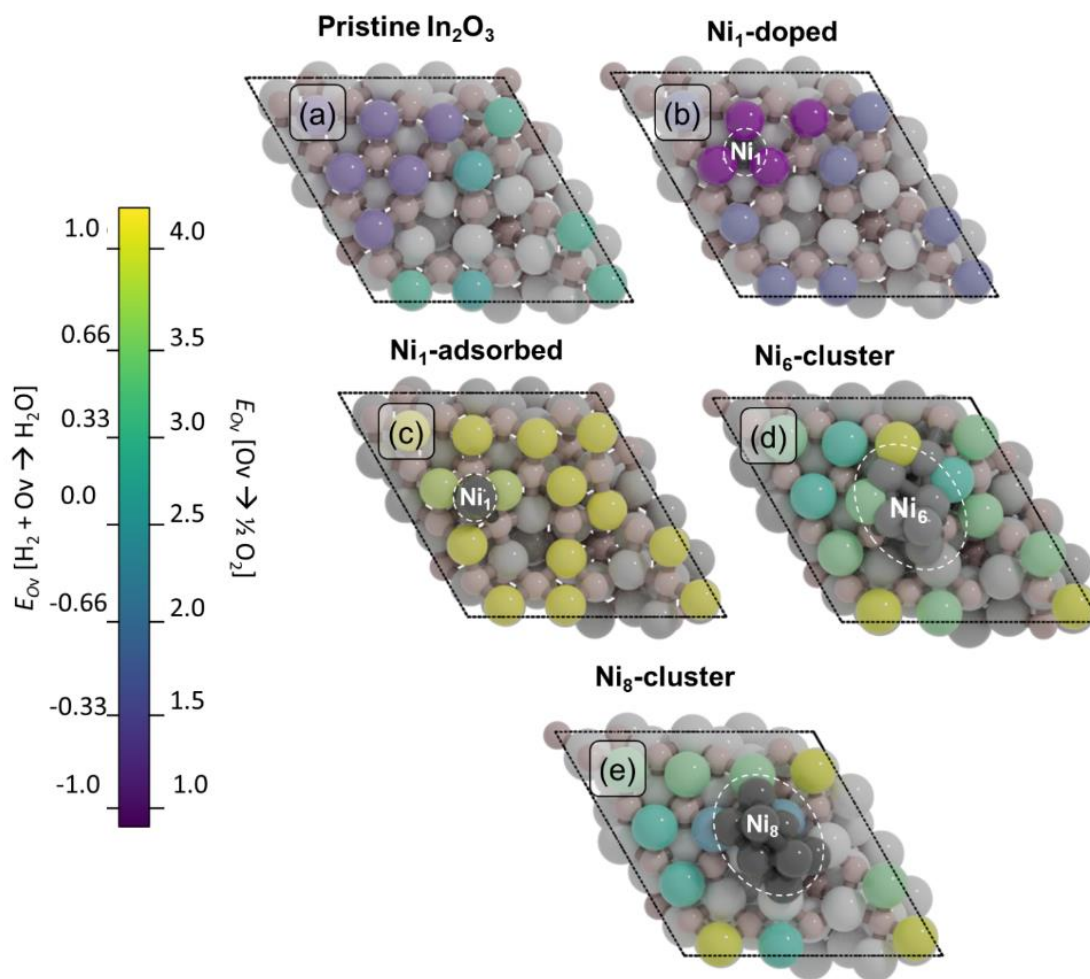 Pristine In₂O₃
Ni₁-doped
(a)
(b)
Ni₁
1.0
4.0
0.66
3.5
0.33
3.0
0.0
2.5
-0.66
2.0
-0.33
1.5
-1.0
1.0
E_Ov [H₂ + Ov → H₂O]
E_Ov [Ov → ½ O₂]
Ni₁-adsorbed
Ni₆-cluster
(c)
(d)
Ni₁
Ni₆
Ni₈-cluster
(e)
Ni₈